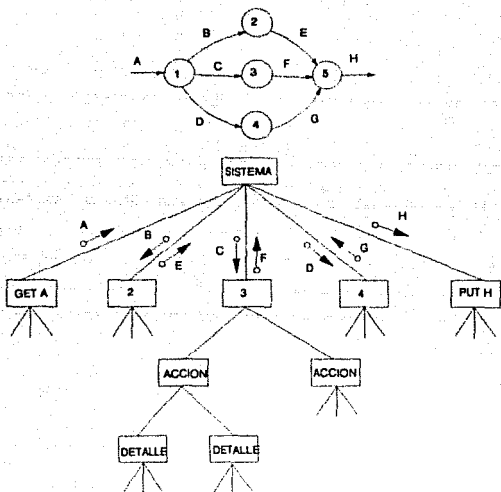 B 2 E
A 1 C 3 F 5 H
D 4 G
SISTEMA
A B E C F D G H
GET A 2 3 4 PUT H
ACCION ACCION
DETALLE DETALLE